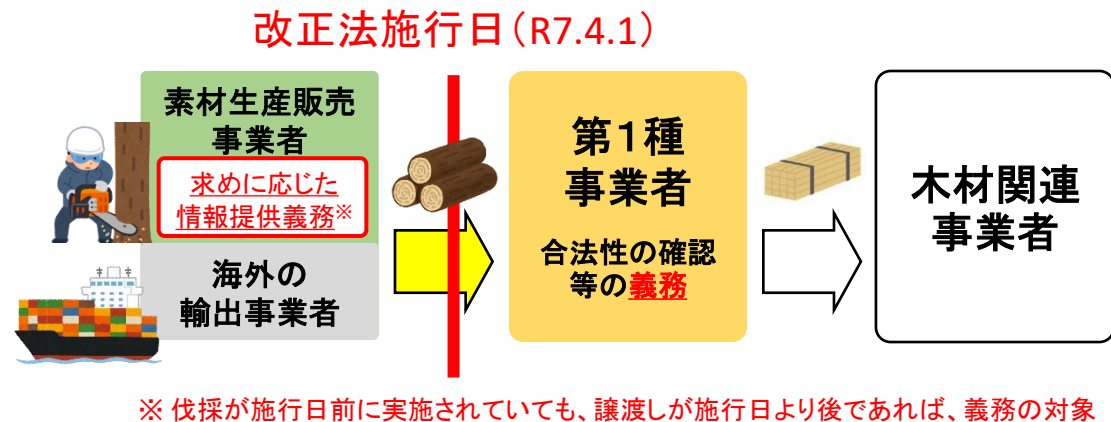 改正法施行日（R7.4.1）
素材生産販売
事業者
求めに応じた
情報提供義務※
海外の
輸出事業者
第１種
事業者
合法性の確認
等の義務
木材関連
事業者
※ 伐採が施行日前に実施されていても、譲渡しが施行日より後であれば、義務の対象